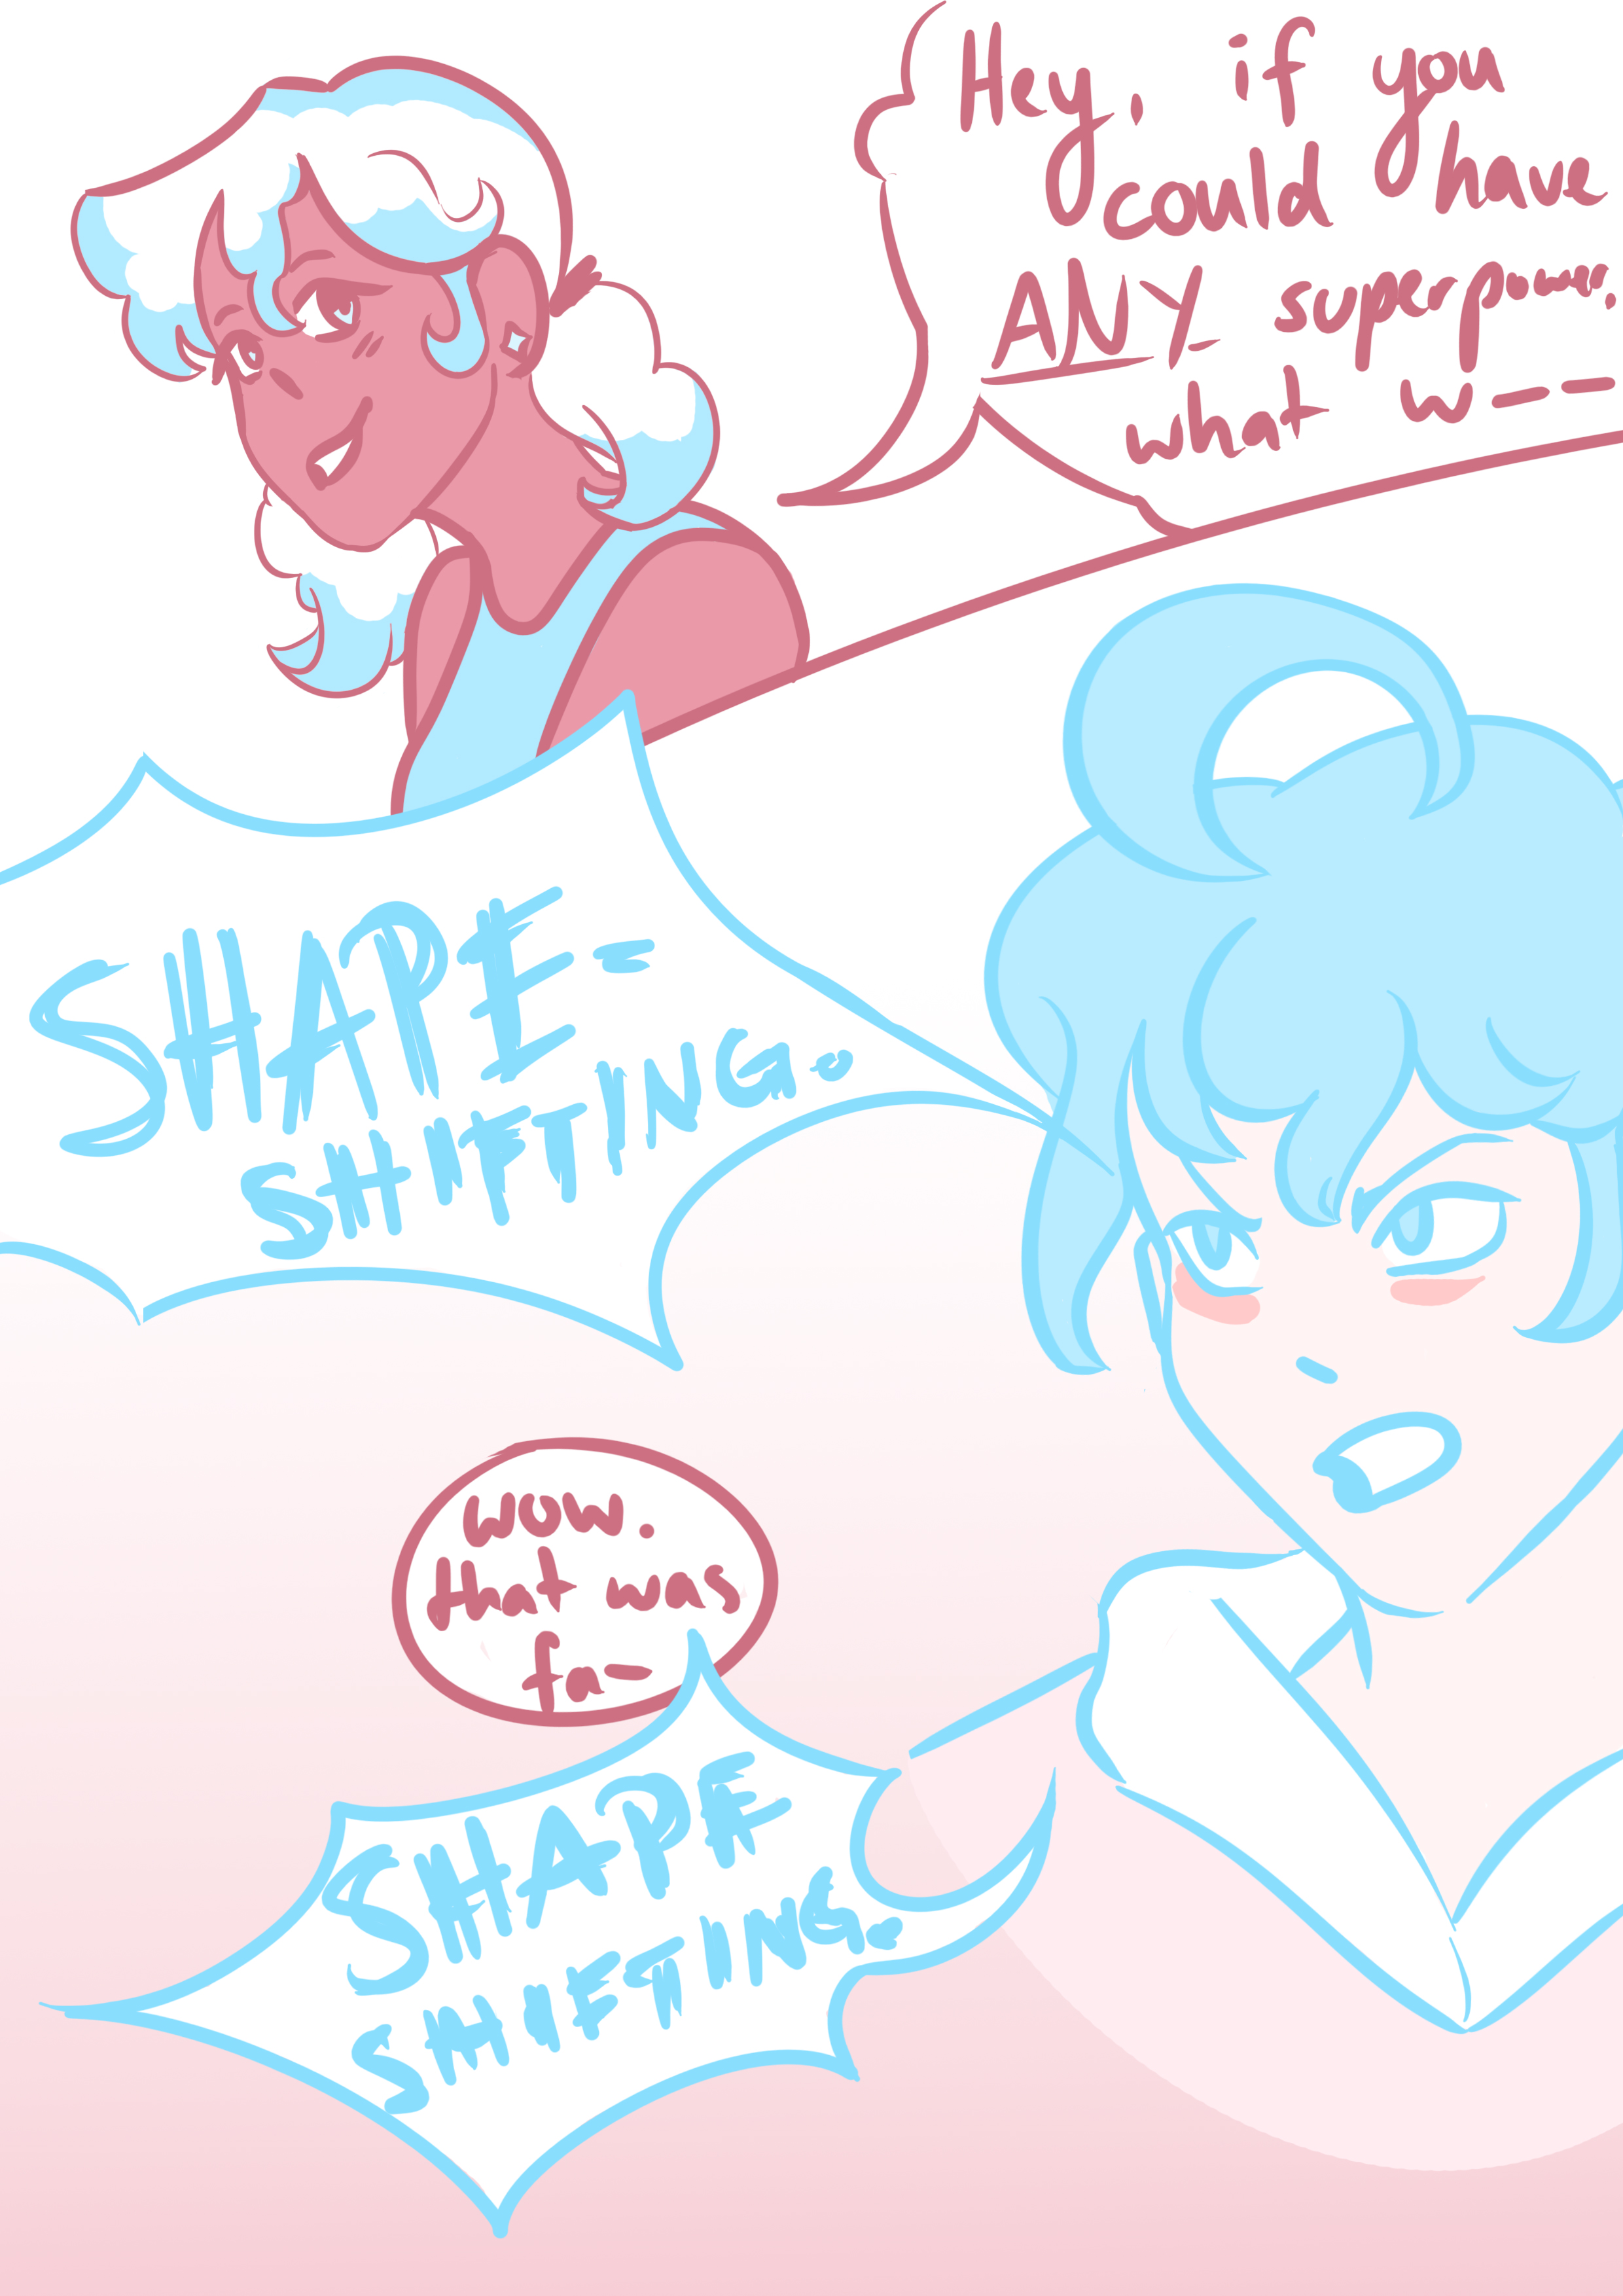 Hey, if you
could have
ANY superpower,
what w---
SHAPE-
SHIFTING.
wow.
that was
fa-
SHAPE
SHIFTING.